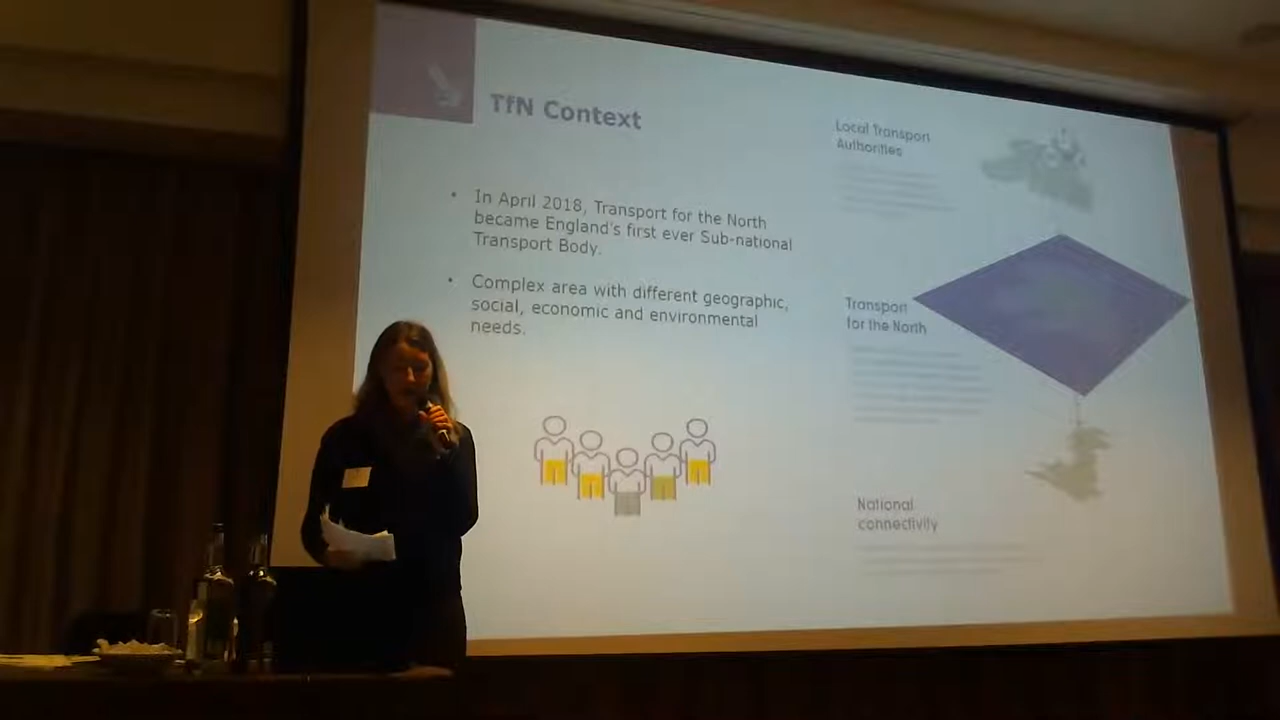 TfN Context
• In April 2018, Transport for the North
became England's first ever Sub-national
Transport Body.
• Complex area with different geographic,
social, economic and environmental
needs.
Local Transport
Authorities
Transport
for the North
National
connectivity